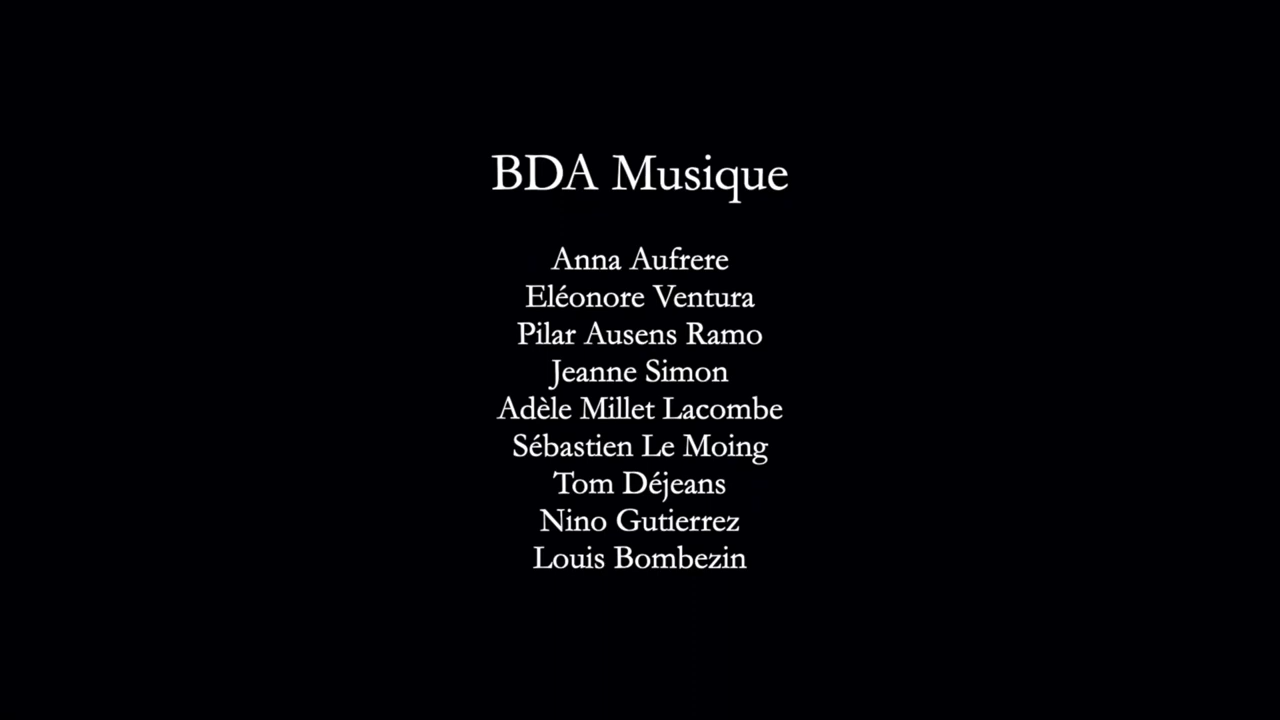 BDA Musique
Anna Aufrere
Eléonore Ventura
Pilar Ausens Ramo
Jeanne Simon
Adèle Millet Lacombe
Sébastien Le Moing
Tom Déjeans
Nino Gutierrez
Louis Bombezin